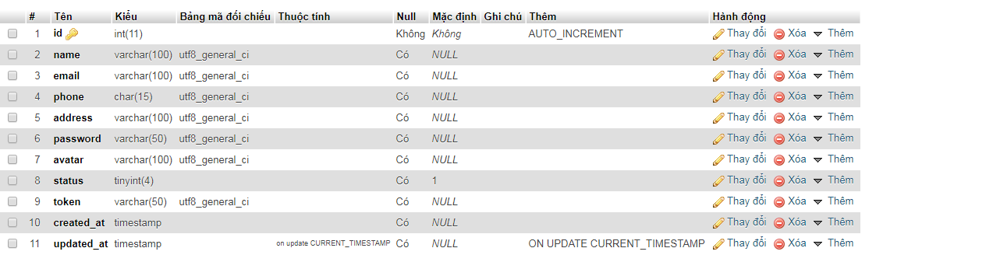 # Tên Kiểu Bảng mã đối chiếu Thuộc tính Null Mặc định Ghi chú Thêm Hành động
1 id int(11) Không Không AUTO_INCREMENT Thay đổi Xóa Thêm
2 name varchar(100) utf8_general_ci Có NULL Thay đổi Xóa Thêm
3 email varchar(100) utf8_general_ci Có NULL Thay đổi Xóa Thêm
4 phone char(15) utf8_general_ci Có NULL Thay đổi Xóa Thêm
5 address varchar(100) utf8_general_ci Có NULL Thay đổi Xóa Thêm
6 password varchar(50) utf8_general_ci Có NULL Thay đổi Xóa Thêm
7 avatar varchar(100) utf8_general_ci Có NULL Thay đổi Xóa Thêm
8 status tinyint(4) Có 1 Thay đổi Xóa Thêm
9 token varchar(50) utf8_general_ci Có NULL Thay đổi Xóa Thêm
10 created_at timestamp Có NULL Thay đổi Xóa Thêm
11 updated_at timestamp on update CURRENT_TIMESTAMP Có NULL ON UPDATE CURRENT_TIMESTAMP Thay đổi Xóa Thêm